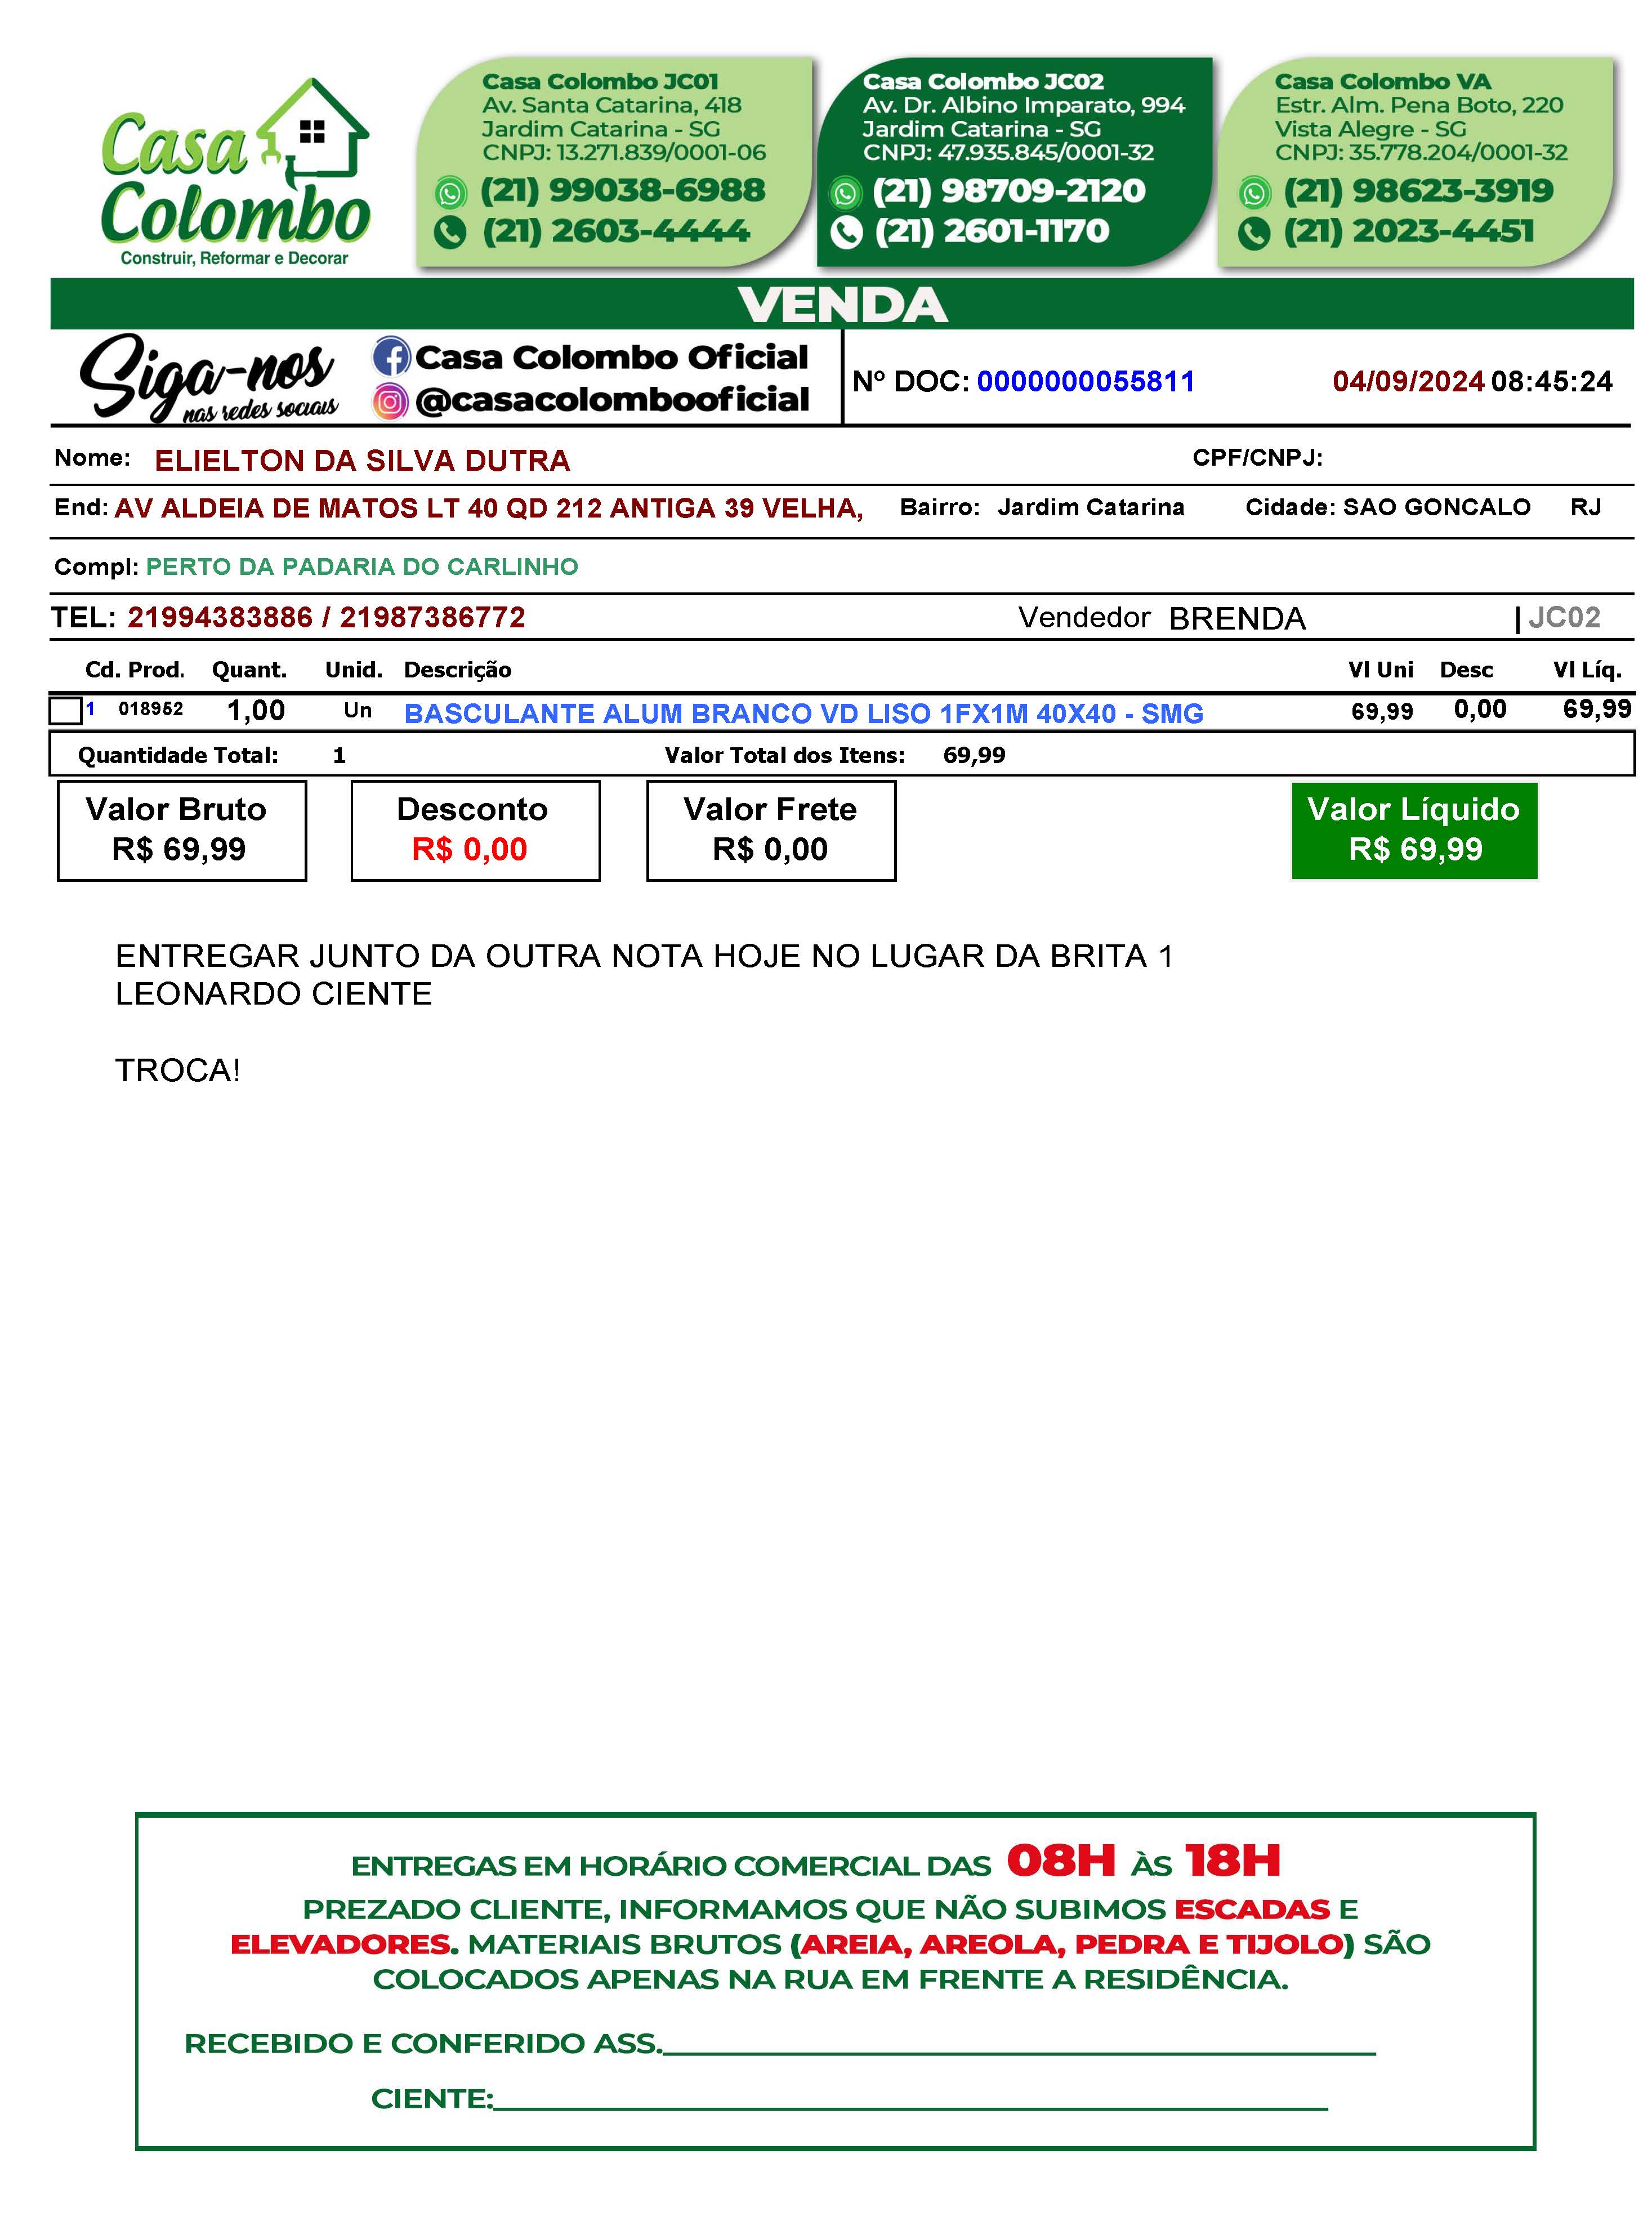 Casa Colombo
Construir, Reformar e Decorar
Casa Colombo JC01
Av. Santa Catarina, 418
Jardim Catarina - SG
CNPJ: 13.271.839/0001-06
(21) 99038-6988
(21) 2603-4444
Casa Colombo JC02
Av. Dr. Albino Imparato, 994
Jardim Catarina - SG
CNPJ: 47.935.845/0001-32
(21) 98709-2120
(21) 2601-1170
Casa Colombo VA
Estr. Alm. Pena Boto, 220
Vista Alegre - SG
CNPJ: 35.778.204/0001-32
(21) 98623-3919
(21) 2023-4451
VENDA
Siga-nos
nas redes sociais
Casa Colombo Oficial
@casacolombooficial
Nº DOC: 0000000055811 04/09/2024 08:45:24
Nome: ELIELTON DA SILVA DUTRA CPF/CNPJ:
End: AV ALDEIA DE MATOS LT 40 QD 212 ANTIGA 39 VELHA, Bairro: Jardim Catarina Cidade: SAO GONCALO RJ
Compl: PERTO DA PADARIA DO CARLINHO
TEL: 21994383886 / 21987386772 Vendedor BRENDA | JC02
Cd. Prod. Quant. Unid. Descrição Vl Uni Desc Vl Líq.
1 018952 1,00 Un BASCULANTE ALUM BRANCO VD LISO 1FX1M 40X40 - SMG 69,99 0,00 69,99
Quantidade Total: 1 Valor Total dos Itens: 69,99
Valor Bruto Desconto Valor Frete Valor Líquido
R$ 69,99 R$ 0,00 R$ 0,00 R$ 69,99
ENTREGAR JUNTO DA OUTRA NOTA HOJE NO LUGAR DA BRITA 1
LEONARDO CIENTE
TROCA!
ENTREGAS EM HORÁRIO COMERCIAL DAS 08H ÀS 18H
PREZADO CLIENTE, INFORMAMOS QUE NÃO SUBIMOS ESCADAS E
ELEVADORES. MATERIAIS BRUTOS (AREIA, AREOLA, PEDRA E TIJOLO) SÃO
COLOCADOS APENAS NA RUA EM FRENTE A RESIDÊNCIA.
RECEBIDO E CONFERIDO ASS.
CIENTE: